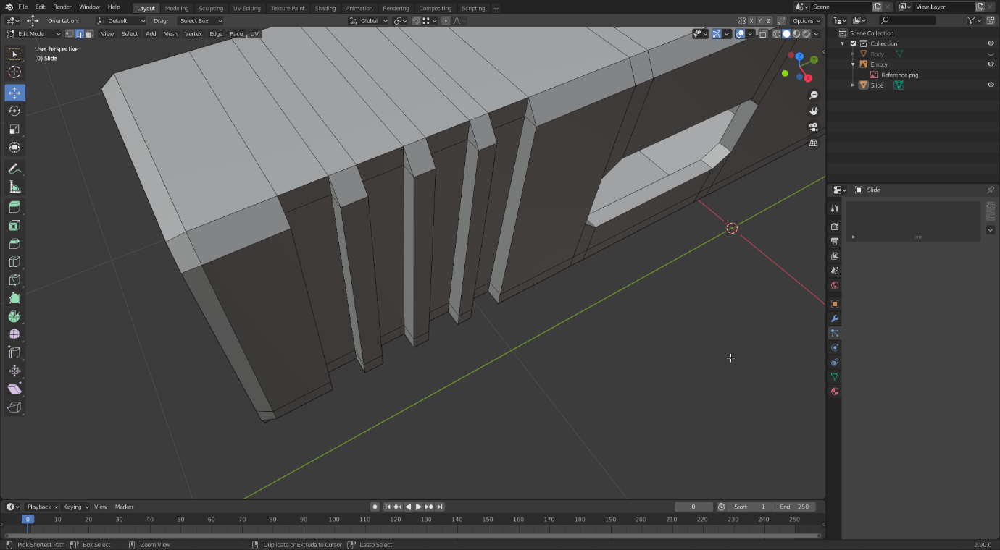 File Edit Render Window Help Layout Modeling Sculpting UV Editing Texture Paint Shading Animation Rendering Compositing Scripting + Scene View Layer
Orientation: Default Drag: Select Box Global X Y Z Options
Edit Mode View Select Add Mesh Vertex Edge Face UV
User Perspective
(0) Slide
Z
Y
X
Scene Collection
Collection
Body
Empty
Reference.png
Slide
Slide
Playback Keying View Marker 0 Start 1 End 250
0 10 20 30 40 50 60 70 80 90 100 110 120 130 140 150 160 170 180 190 200 210 220 230 240 250
Pick Shortest Path Box Select Zoom View Duplicate or Extrude to Cursor Lasso Select 2.90.0